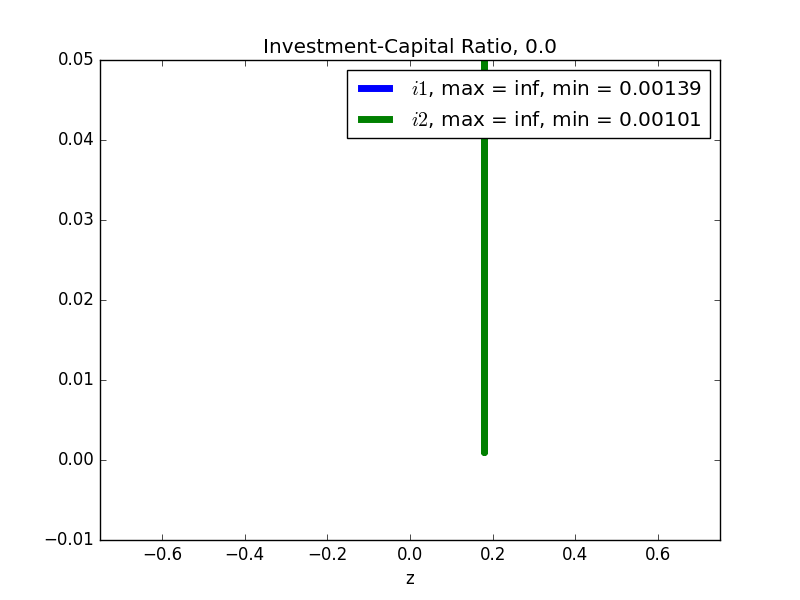 Investment-Capital Ratio, 0.0
0.05
i1, max = inf, min = 0.00139
i2, max = inf, min = 0.00101
0.04
0.03
0.02
0.01
0.00
−0.01
−0.6 −0.4 −0.2 0.0 0.2 0.4 0.6
z